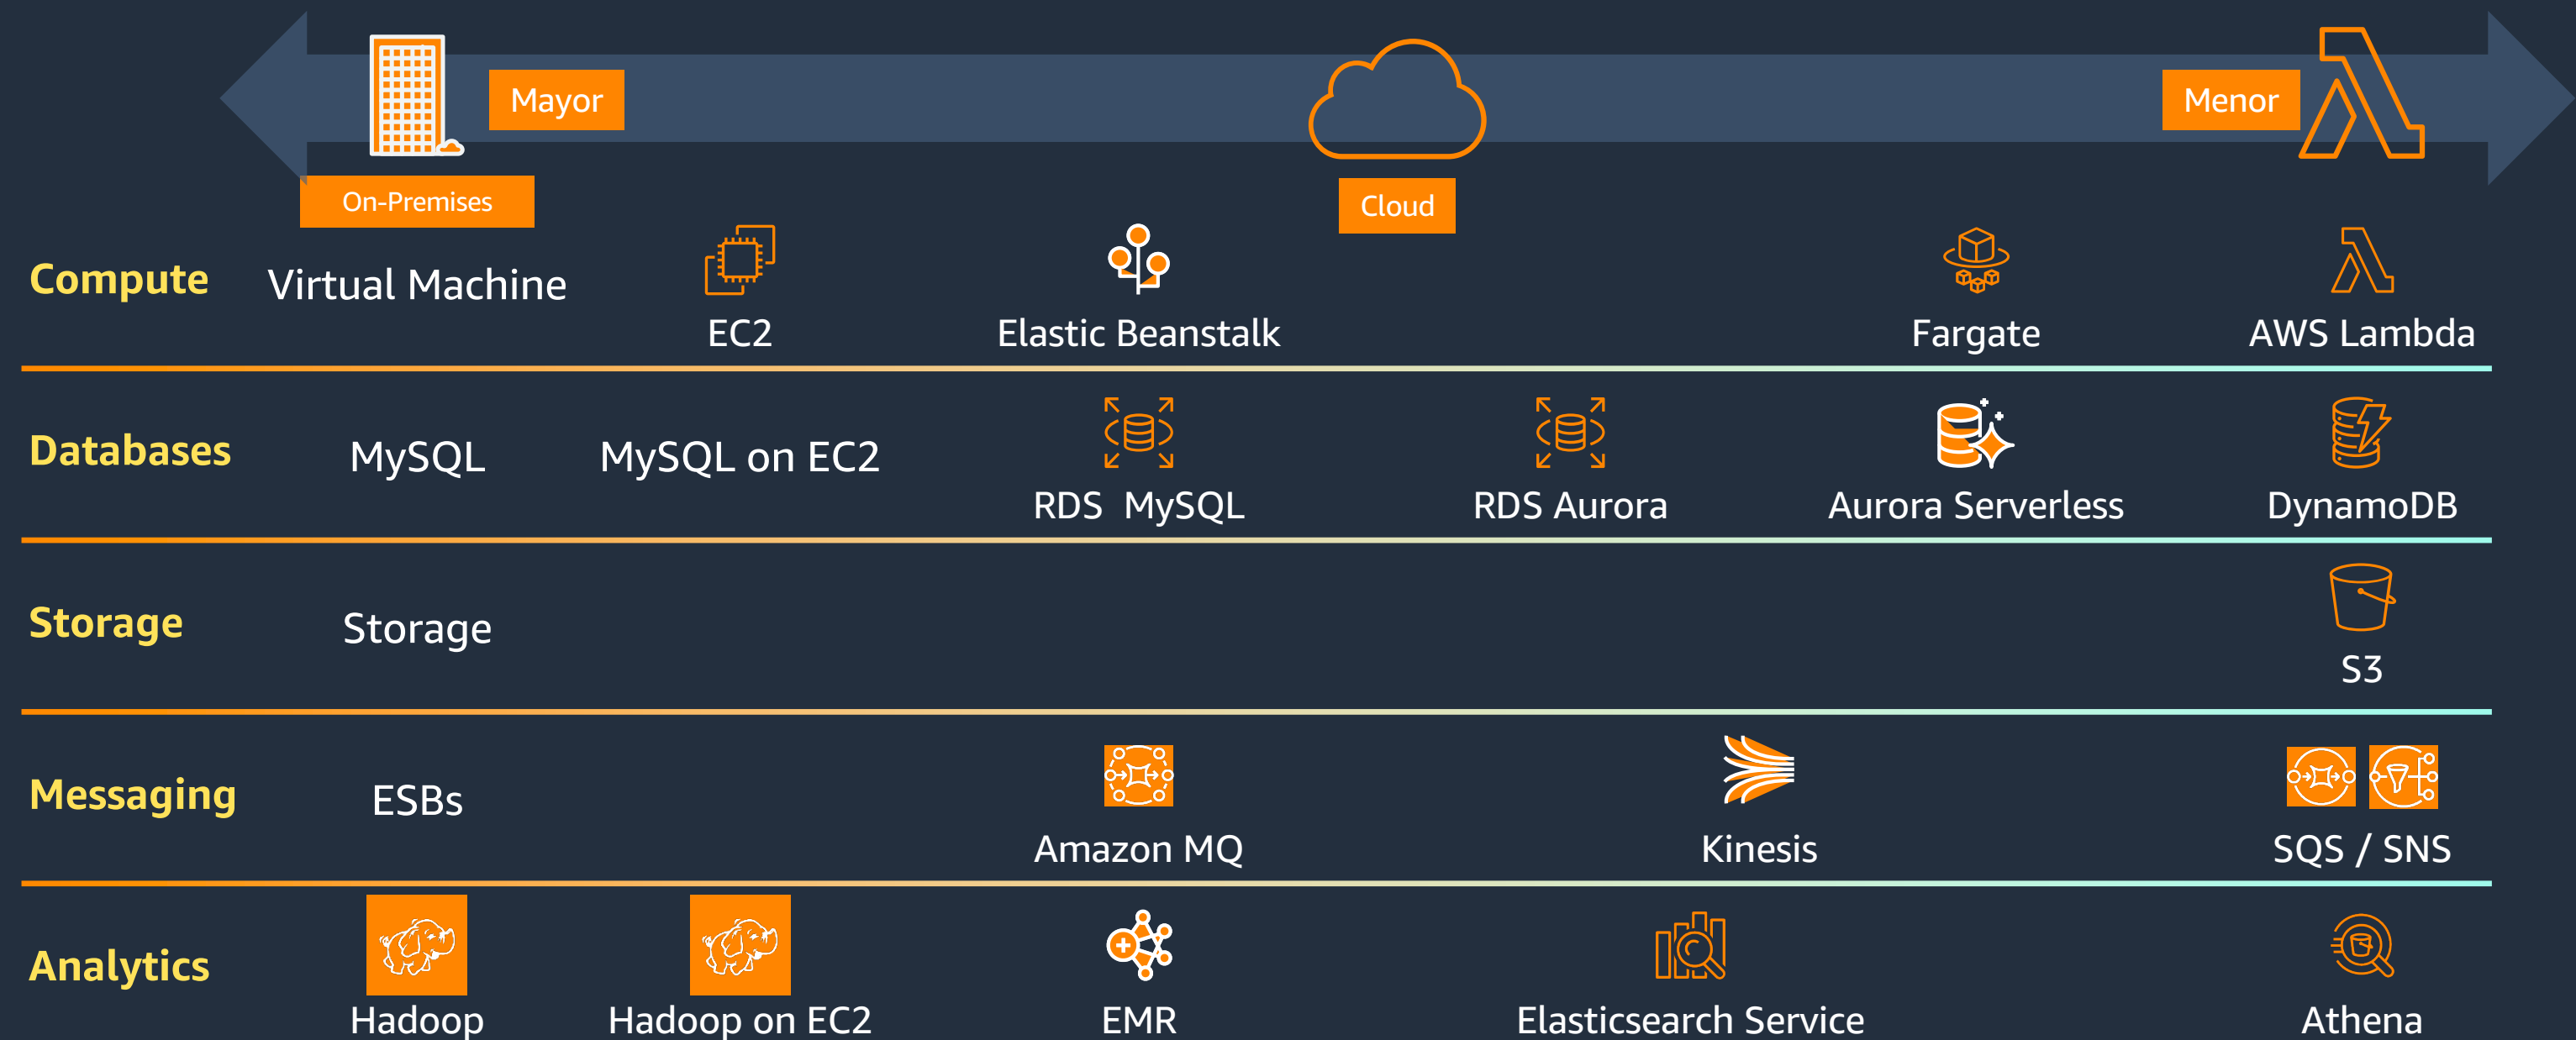 Mayor
Menor
On-Premises
Cloud
Compute
Virtual Machine
EC2
Elastic Beanstalk
Fargate
AWS Lambda
Databases
MySQL
MySQL on EC2
RDS  MySQL
RDS Aurora
Aurora Serverless
DynamoDB
Storage
Storage
S3
Messaging
ESBs
Amazon MQ
Kinesis
SQS / SNS
Analytics
Hadoop
Hadoop on EC2
EMR
Elasticsearch Service
Athena